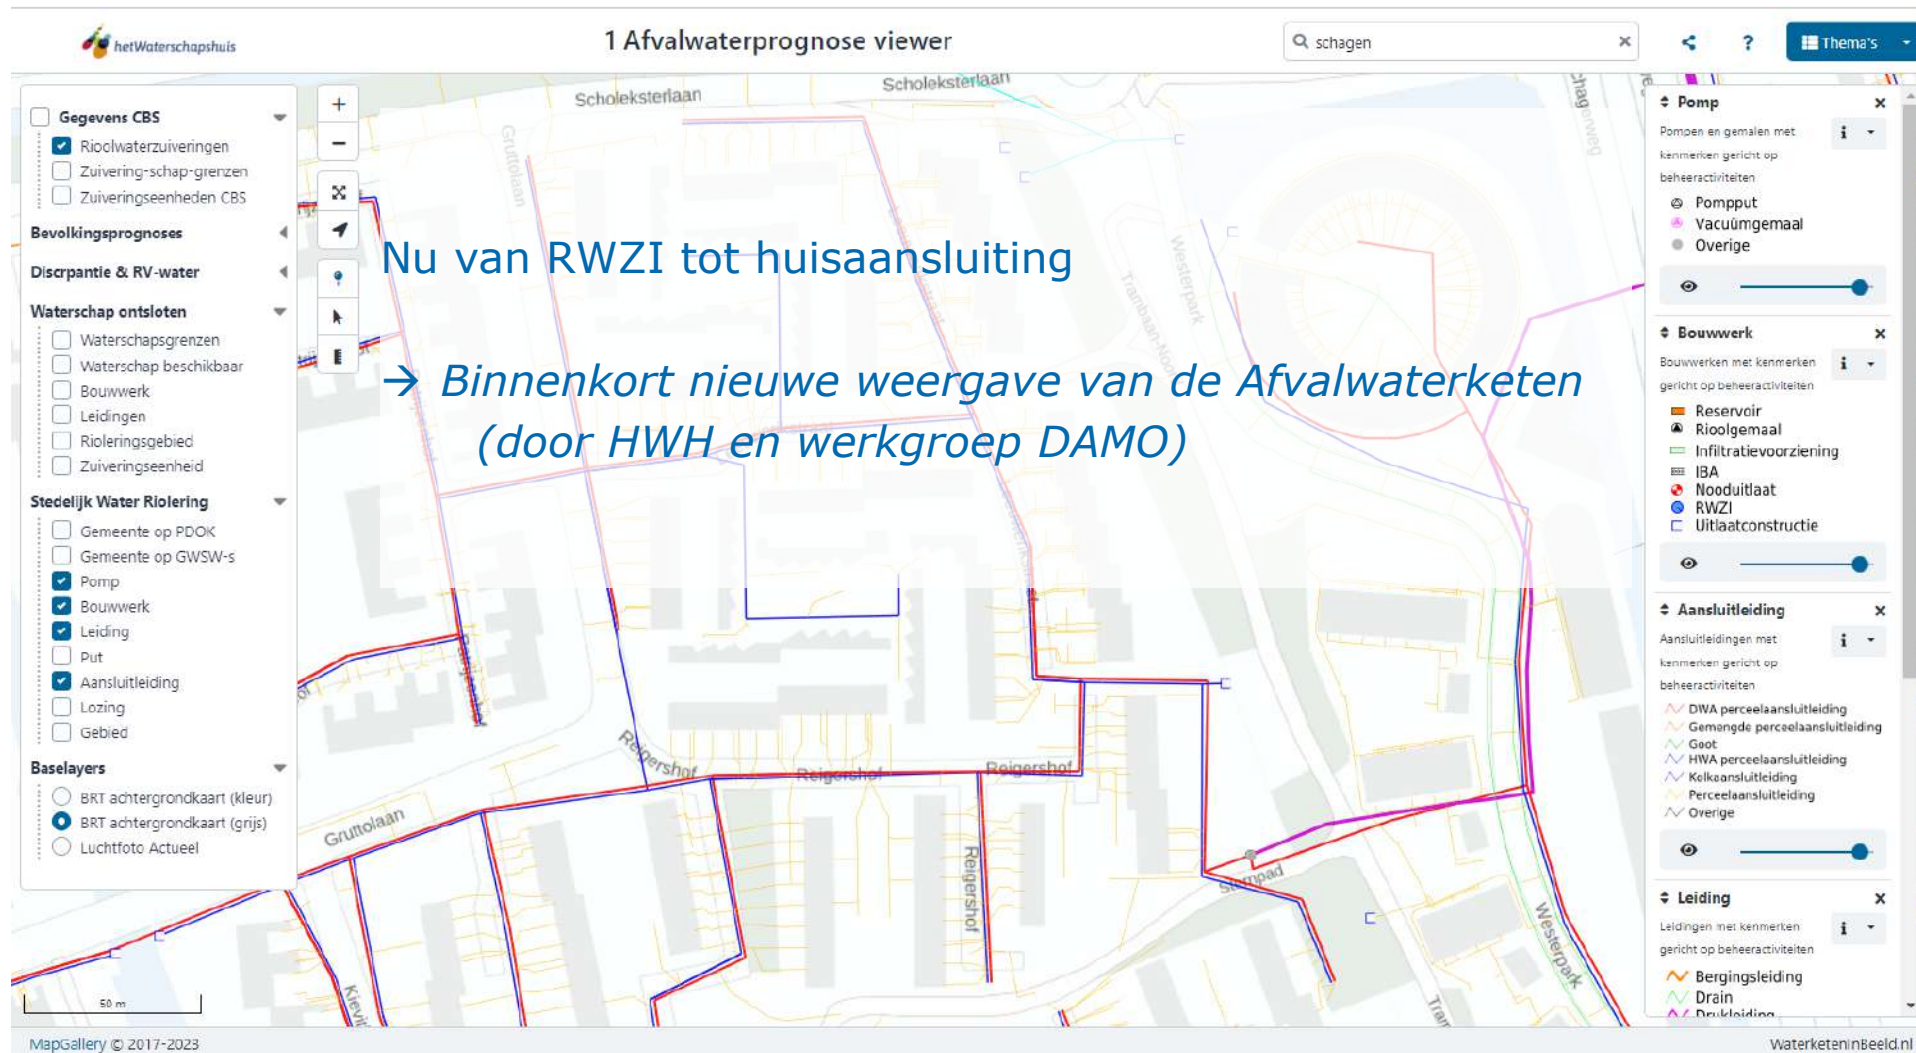 hetWaterschapshuis
1 Afvalwaterprognose viewer
schagen
?
Thema's
Gegevens CBS
Rioolwaterzuiveringen
Zuivering-schap-grenzen
Zuiveringseenheden CBS
Bevolkingsprognoses
Discrpantie & RV-water
Waterschap ontsloten
Waterschapsgrenzen
Waterschap beschikbaar
Bouwwerk
Leidingen
Rioleringsgebied
Zuiveringseenheid
Stedelijk Water Riolering
Gemeente op PDOK
Gemeente op GWSW-s
Pomp
Bouwwerk
Leiding
Put
Aansluitleiding
Lozing
Gebied
Baselayers
BRT achtergrondkaart (kleur)
BRT achtergrondkaart (grijs)
Luchtfoto Actueel
+
−
Nu van RWZI tot huisaansluiting
→ Binnenkort nieuwe weergave van de Afvalwaterketen
(door HWH en werkgroep DAMO)
Scholeksterlaan
Scholeksterlaan
Gruttolaan
Westerpark
Trambaan-Noord
Reigershof
Reigershof
Reigershof
Reigershof
Gruttolaan
Sternpad
Westerpark
50 m
Pomp
Pompen en gemalen met
kenmerken gericht op
beheeractiviteiten
Pompput
Vacuümgemaal
Overige
Bouwwerk
Bouwwerken met kenmerken
gericht op beheeractiviteiten
Reservoir
Rioolgemaal
Infiltratievoorziening
IBA
Nooduitlaat
RWZI
Uitlaatconstructie
Aansluitleiding
Aansluitleidingen met
kenmerken gericht op
beheeractiviteiten
DWA perceelaansluitleiding
Gemengde perceelaansluitleiding
Goot
HWA perceelaansluitleiding
Kolkaansluitleiding
Perceelaansluitleiding
Overige
Leiding
Leidingen met kenmerken
gericht op beheeractiviteiten
Bergingsleiding
Drain
Drukleiding
MapGallery © 2017-2023
WaterketenInBeeld.nl